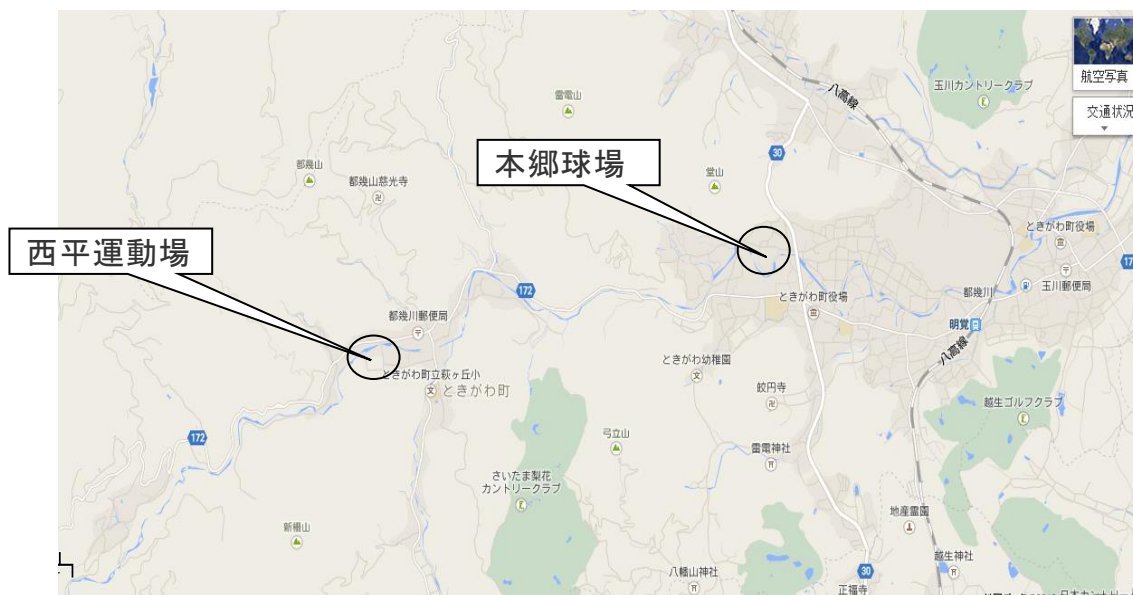 航空写真
交通状況
玉川カントリークラブ
八高線
雷電山
30
本郷球場
堂山
都幾山
都幾山慈光寺
西平運動場
ときがわ町役場
172
玉川郵便局
都幾川
172
ときがわ町役場
都幾川郵便局
明覚
八高線
ときがわ幼稚園
ときがわ町立萩ヶ丘小
ときがわ町
鮫円寺
越生ゴルフクラブ
172
弓立山
雷電神社
さいたま梨花
カントリークラブ
地産霊園
新柵山
越生神社
八幡山神社
30
正福寺